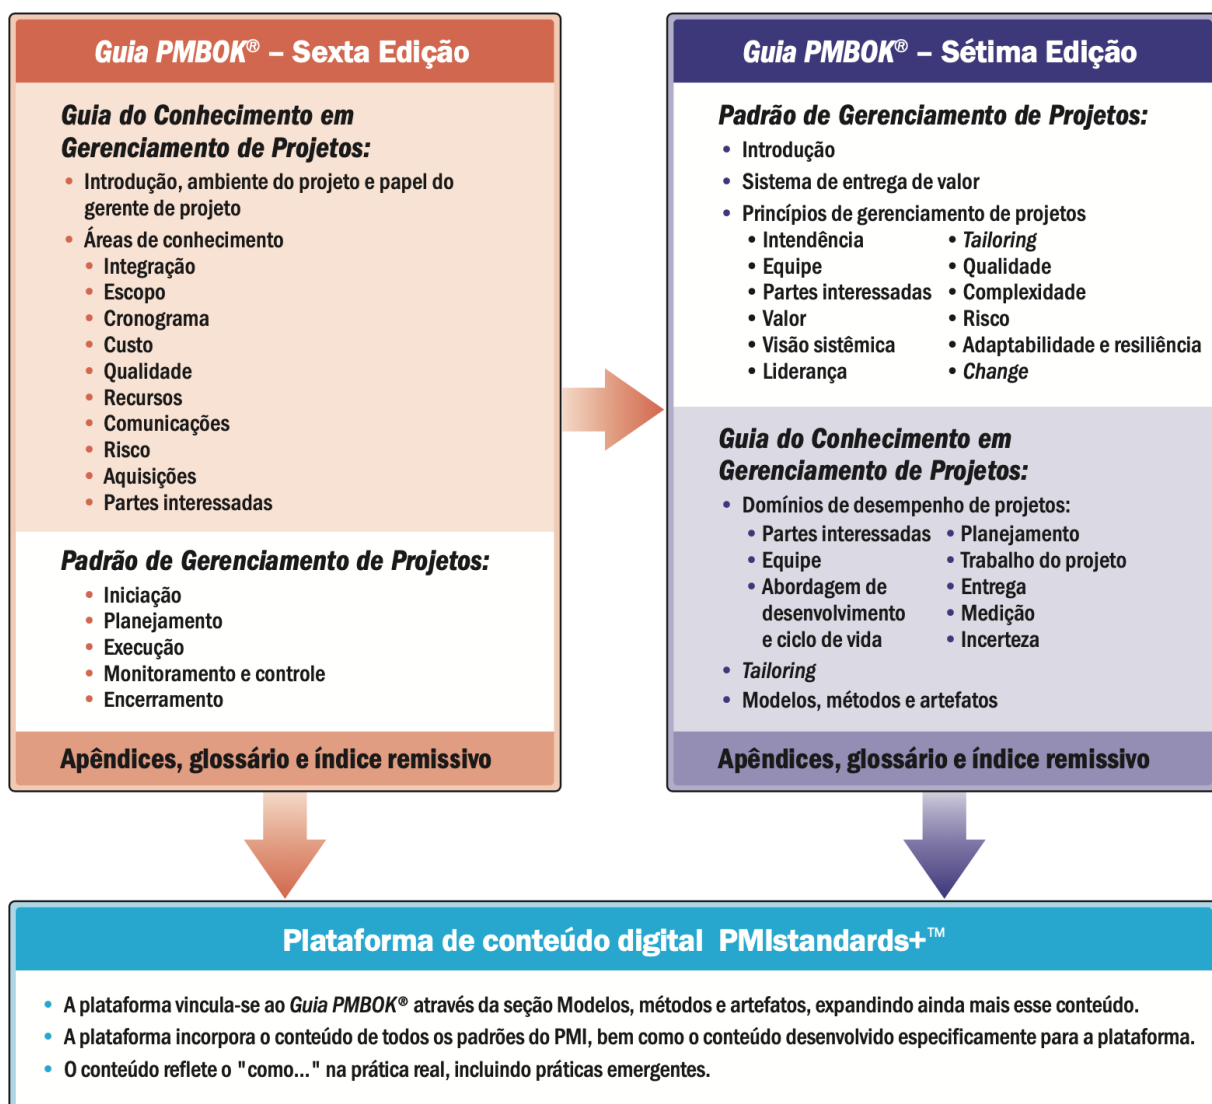 Guia PMBOK® – Sexta Edição
Guia do Conhecimento em
Gerenciamento de Projetos:
• Introdução, ambiente do projeto e papel do
gerente de projeto
• Áreas de conhecimento
• Integração
• Escopo
• Cronograma
• Custo
• Qualidade
• Recursos
• Comunicações
• Risco
• Aquisições
• Partes interessadas
Padrão de Gerenciamento de Projetos:
• Iniciação
• Planejamento
• Execução
• Monitoramento e controle
• Encerramento
Apêndices, glossário e índice remissivo
Guia PMBOK® – Sétima Edição
Padrão de Gerenciamento de Projetos:
• Introdução
• Sistema de entrega de valor
• Princípios de gerenciamento de projetos
• Intendência
• Equipe
• Partes interessadas
• Valor
• Visão sistêmica
• Liderança
• Tailoring
• Qualidade
• Complexidade
• Risco
• Adaptabilidade e resiliência
• Change
Guia do Conhecimento em
Gerenciamento de Projetos:
• Domínios de desempenho de projetos:
• Partes interessadas
• Equipe
• Abordagem de
desenvolvimento
e ciclo de vida
• Planejamento
• Trabalho do projeto
• Entrega
• Medição
• Incerteza
• Tailoring
• Modelos, métodos e artefatos
Apêndices, glossário e índice remissivo
Plataforma de conteúdo digital PMIstandards+™
• A plataforma vincula-se ao Guia PMBOK® através da seção Modelos, métodos e artefatos, expandindo ainda mais esse conteúdo.
• A plataforma incorpora o conteúdo de todos os padrões do PMI, bem como o conteúdo desenvolvido especificamente para a plataforma.
• O conteúdo reflete o "como..." na prática real, incluindo práticas emergentes.